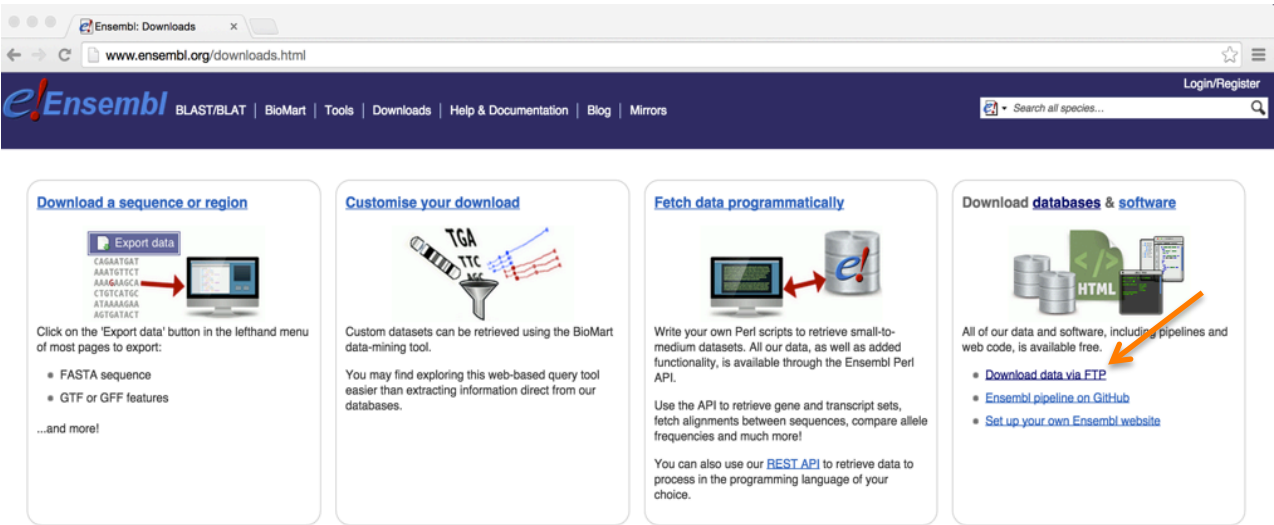 Ensembl: Downloads
www.ensembl.org/downloads.html
Login/Register
e!Ensembl BLAST/BLAT | BioMart | Tools | Downloads | Help & Documentation | Blog | Mirrors
Search all species...
Download a sequence or region
Export data
CAGAATGAT
AAATGTTCT
AAAGAAGCA
CTGTCATGC
ATAAAAGAA
AGTGATACT
Click on the 'Export data' button in the lefthand menu
of most pages to export:
FASTA sequence
GTF or GFF features
...and more!
Customise your download
TGA
TTC
AGC
Custom datasets can be retrieved using the BioMart
data-mining tool.
You may find exploring this web-based query tool
easier than extracting information direct from our
databases.
Fetch data programmatically
e!
Write your own Perl scripts to retrieve small-to-
medium datasets. All our data, as well as added
functionality, is available through the Ensembl Perl
API.
Use the API to retrieve gene and transcript sets,
fetch alignments between sequences, compare allele
frequencies and much more!
You can also use our REST API to retrieve data to
process in the programming language of your
choice.
Download databases & software
</>
HTML
All of our data and software, including pipelines and
web code, is available free.
Download data via FTP
Ensembl pipeline on GitHub
Set up your own Ensembl website